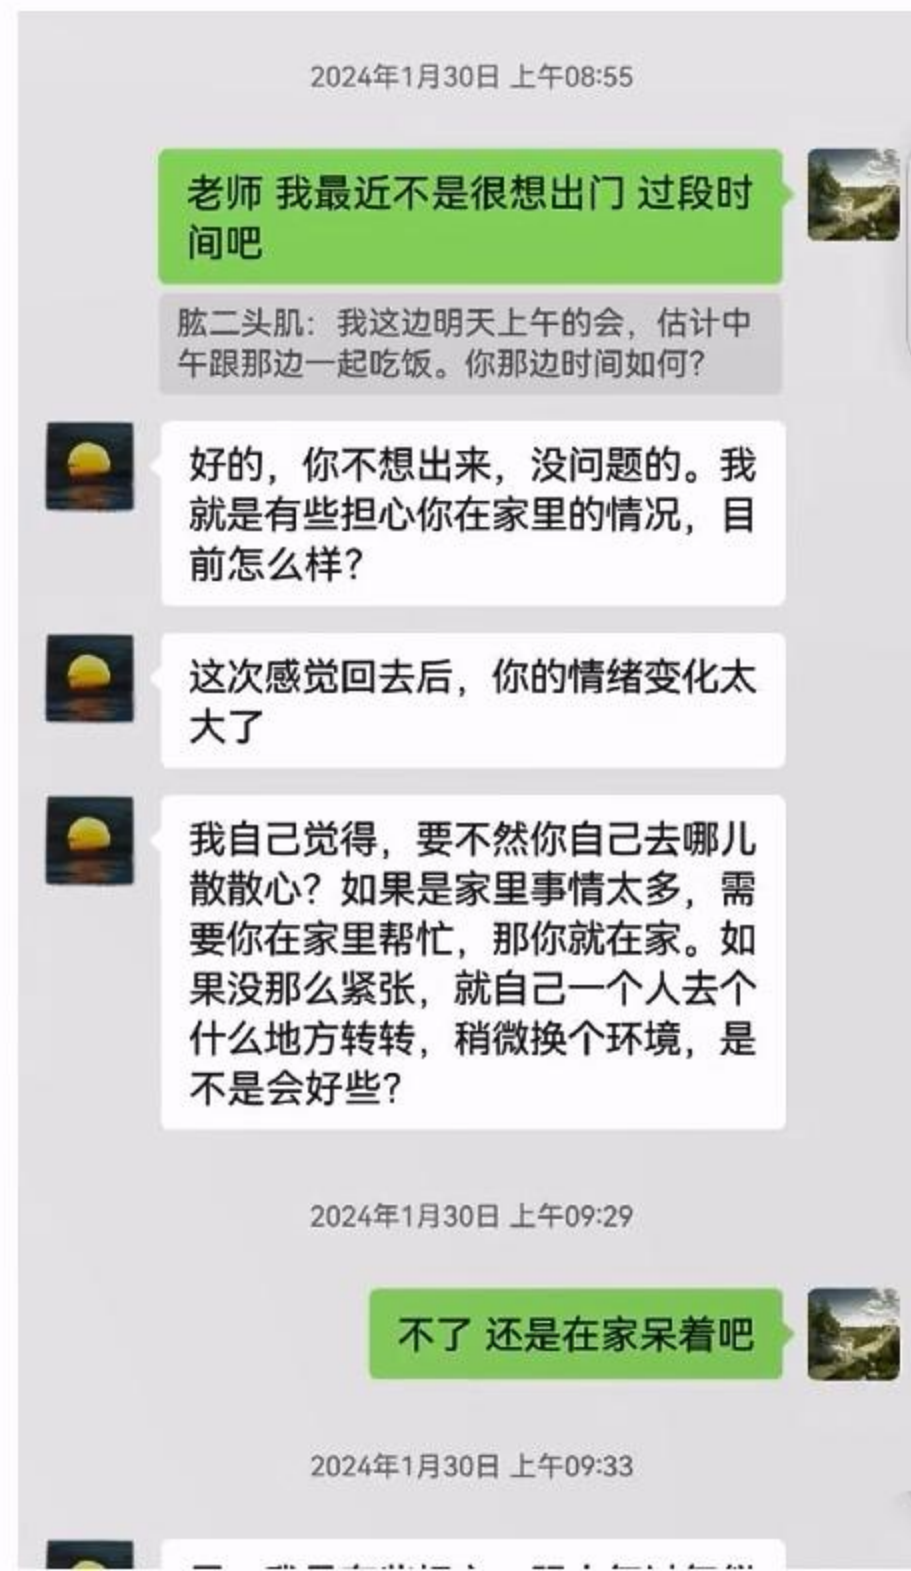 2024年1月30日 上午08:55
老师 我最近不是很想出门 过段时
间吧
肱二头肌：我这边明天上午的会，估计中
午跟那边一起吃饭。你那边时间如何？
好的，你不想出来，没问题的。我
就是有些担心你在家里的情况，目
前怎么样？
这次感觉回去后，你的情绪变化太
大了
我自己觉得，要不然你自己去哪儿
散散心？如果是家里事情太多，需
要你在家里帮忙，那你就在家。如
果没那么紧张，就自己一个人去个
什么地方转转，稍微换个环境，是
不是会好些？
2024年1月30日 上午09:29
不了 还是在家呆着吧
2024年1月30日 上午09:33